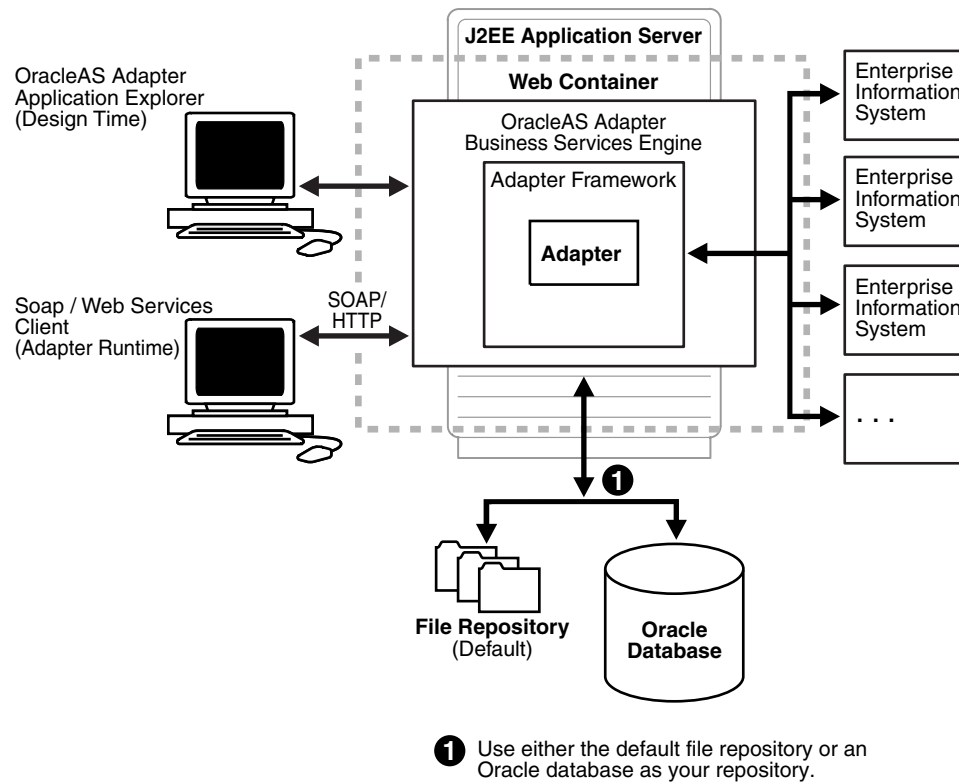 J2EE Application Server
Web Container
OracleAS Adapter
Application Explorer
(Design Time)
OracleAS Adapter
Business Services Engine
Adapter Framework
Adapter
Soap / Web Services
Client
(Adapter Runtime)
SOAP/
HTTP
Enterprise
Information
System
Enterprise
Information
System
Enterprise
Information
System
. . .
1
File Repository
(Default)
Oracle
Database
1 Use either the default file repository or an
Oracle database as your repository.